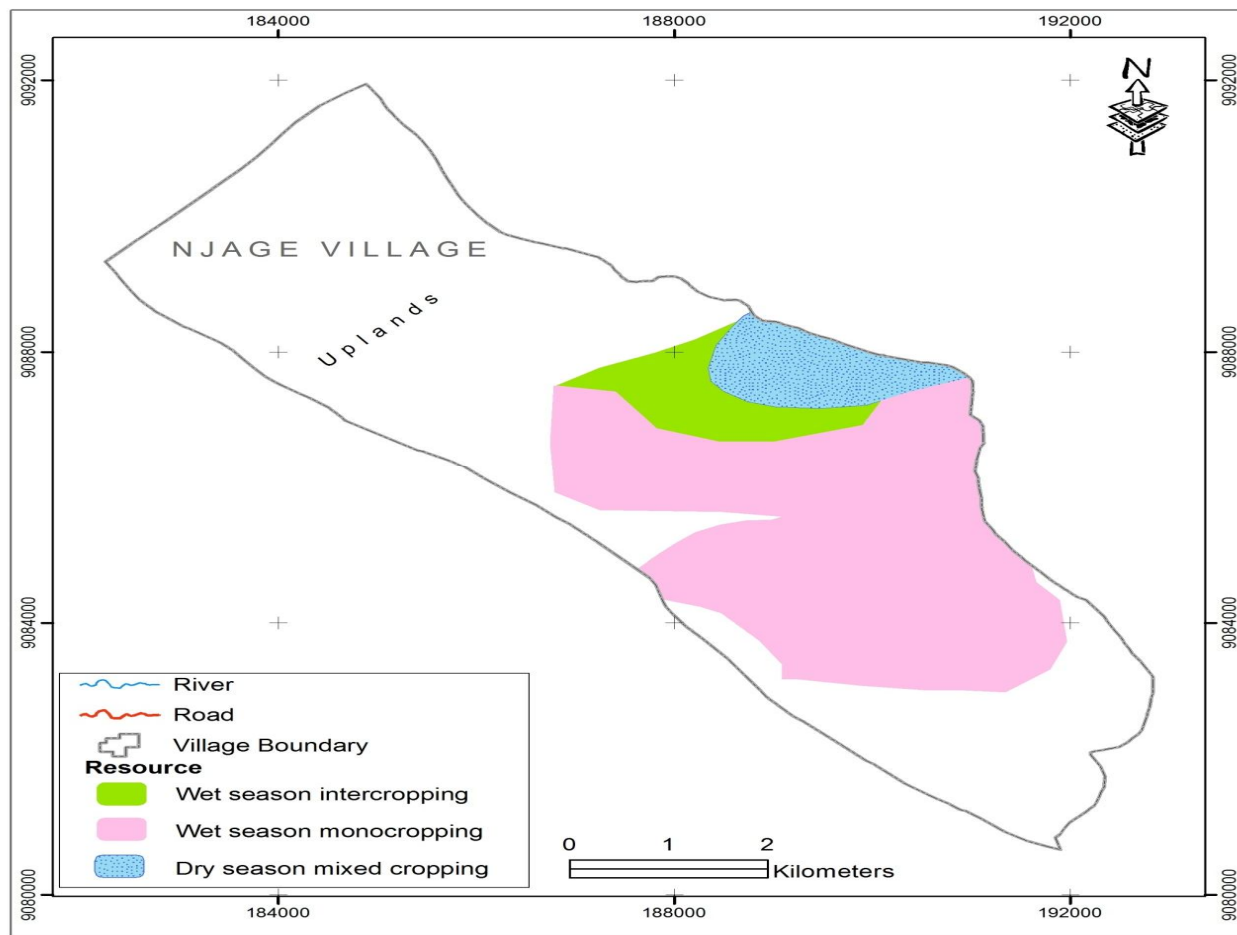 184000 188000 192000
N
9092000 9092000
NJAGE VILLAGE
Uplands
9088000 9088000
9084000 9084000
River
Road
Village Boundary
Resource
Wet season intercropping
Wet season monocropping
Dry season mixed cropping
0 1 2
Kilometers
9080000 9080000
184000 188000 192000